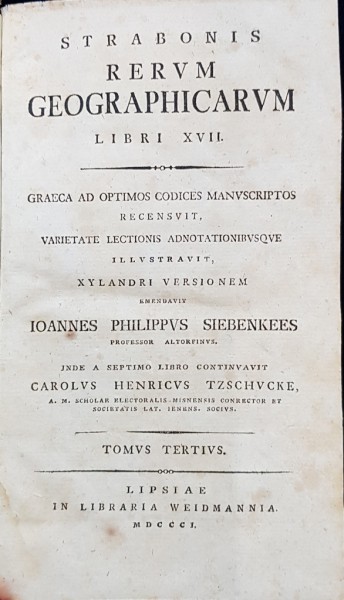 STRABONIS
RERVM
GEOGRAPHICARVM
LIBRI XVII.
GRAECA AD OPTIMOS CODICES MANVSCRIPTOS
RECENSVIT,
VARIETATE LECTIONIS ADNOTATIONIBVSQVE
ILLVSTRAVIT,
XYLANDRI VERSIONEM
EMENDAVIT
IOANNES PHILIPPVS SIEBENKEES
PROFESSOR ALTORFINVS.
INDE A SEPTIMO LIBRO CONTINVAVIT
CAROLVS HENRICVS TZSCHVCKE,
A. M. SCHOLAE ELECTORALIS MISNENSIS CONRECTOR ET
SOCIETATIS LAT. IENENS. SOCIVS.
TOMVS TERTIVS.
LIPSIAE
IN LIBRARIA WEIDMANNIA.
MDCCCI.